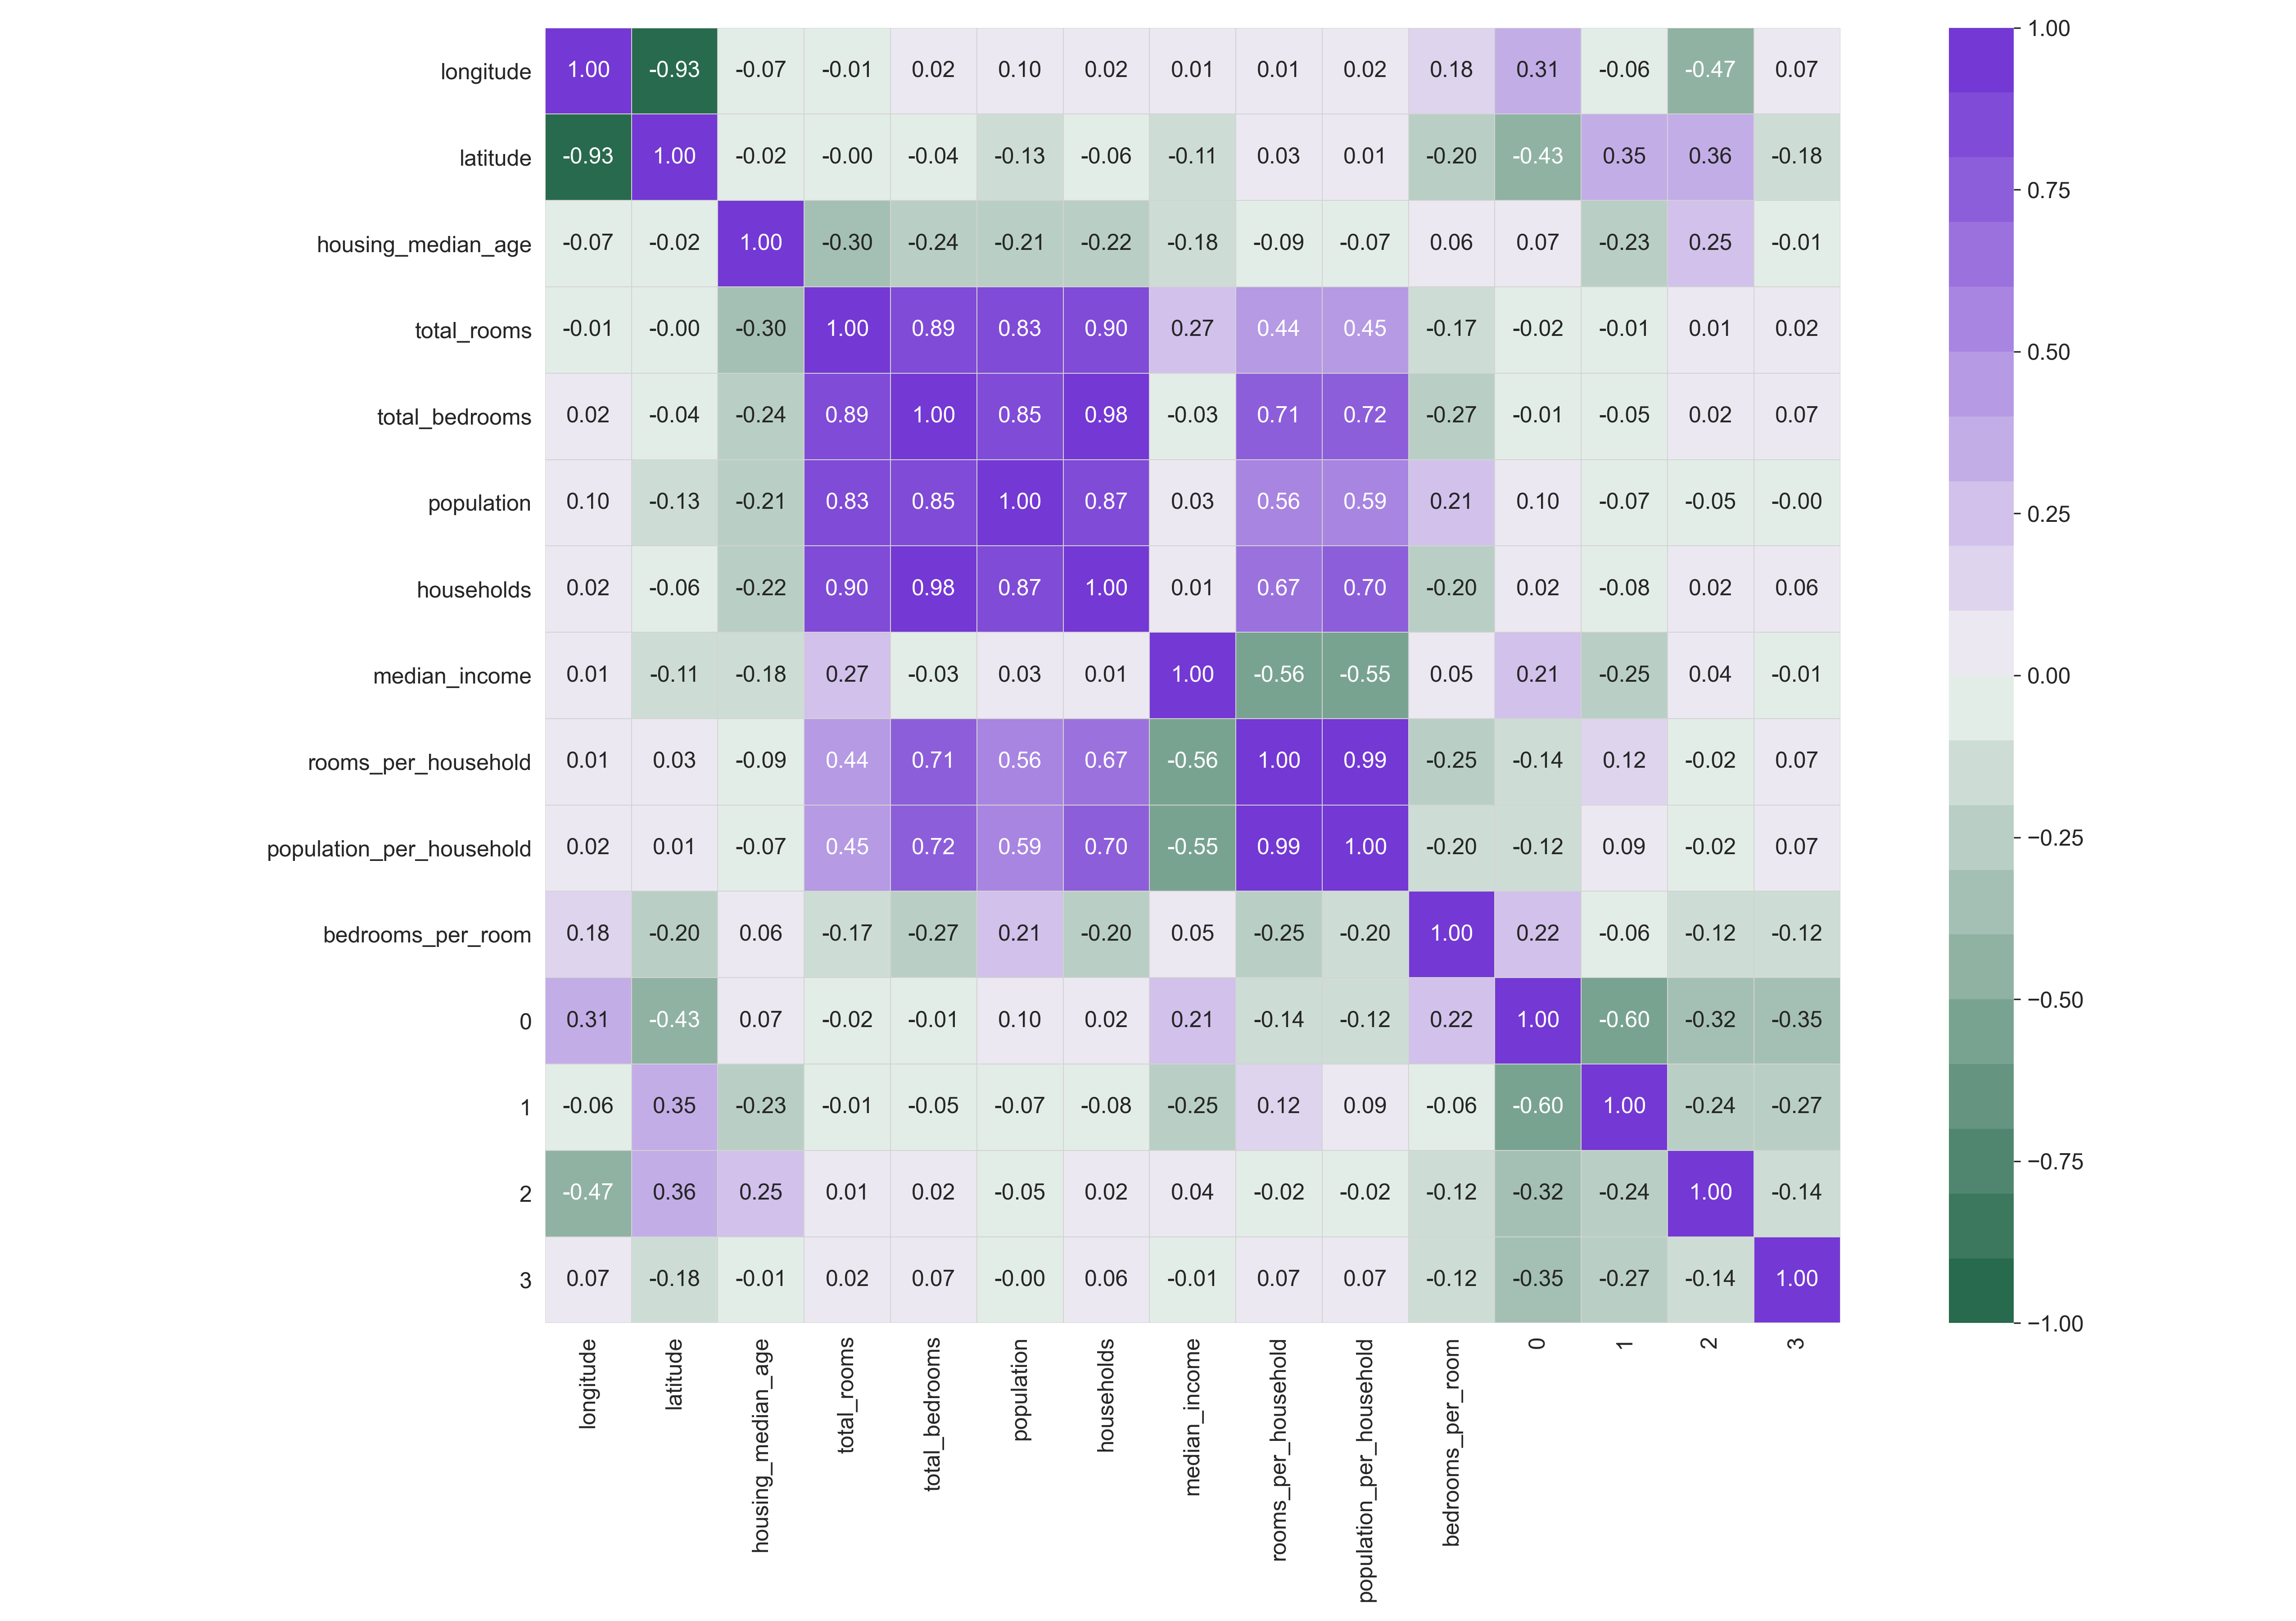 longitude 1.00 -0.93 -0.07 -0.01 0.02 0.10 0.02 0.01 0.01 0.02 0.18 0.31 -0.06 -0.47 0.07
latitude -0.93 1.00 -0.02 -0.00 -0.04 -0.13 -0.06 -0.11 0.03 0.01 -0.20 -0.43 0.35 0.36 -0.18
housing_median_age -0.07 -0.02 1.00 -0.30 -0.24 -0.21 -0.22 -0.18 -0.09 -0.07 0.06 0.07 -0.23 0.25 -0.01
total_rooms -0.01 -0.00 -0.30 1.00 0.89 0.83 0.90 0.27 0.44 0.45 -0.17 -0.02 -0.01 0.01 0.02
total_bedrooms 0.02 -0.04 -0.24 0.89 1.00 0.85 0.98 -0.03 0.71 0.72 -0.27 -0.01 -0.05 0.02 0.07
population 0.10 -0.13 -0.21 0.83 0.85 1.00 0.87 0.03 0.56 0.59 0.21 0.10 -0.07 -0.05 -0.00
households 0.02 -0.06 -0.22 0.90 0.98 0.87 1.00 0.01 0.67 0.70 -0.20 0.02 -0.08 0.02 0.06
median_income 0.01 -0.11 -0.18 0.27 -0.03 0.03 0.01 1.00 -0.56 -0.55 0.05 0.21 -0.25 0.04 -0.01
rooms_per_household 0.01 0.03 -0.09 0.44 0.71 0.56 0.67 -0.56 1.00 0.99 -0.25 -0.14 0.12 -0.02 0.07
population_per_household 0.02 0.01 -0.07 0.45 0.72 0.59 0.70 -0.55 0.99 1.00 -0.20 -0.12 0.09 -0.02 0.07
bedrooms_per_room 0.18 -0.20 0.06 -0.17 -0.27 0.21 -0.20 0.05 -0.25 -0.20 1.00 0.22 -0.06 -0.12 -0.12
0 0.31 -0.43 0.07 -0.02 -0.01 0.10 0.02 0.21 -0.14 -0.12 0.22 1.00 -0.60 -0.32 -0.35
1 -0.06 0.35 -0.23 -0.01 -0.05 -0.07 -0.08 -0.25 0.12 0.09 -0.06 -0.60 1.00 -0.24 -0.27
2 -0.47 0.36 0.25 0.01 0.02 -0.05 0.02 0.04 -0.02 -0.02 -0.12 -0.32 -0.24 1.00 -0.14
3 0.07 -0.18 -0.01 0.02 0.07 -0.00 0.06 -0.01 0.07 0.07 -0.12 -0.35 -0.27 -0.14 1.00
longitude
latitude
housing_median_age
total_rooms
total_bedrooms
population
households
median_income
rooms_per_household
population_per_household
bedrooms_per_room
0
1
2
3
1.00
0.75
0.50
0.25
0.00
−0.25
−0.50
−0.75
−1.00